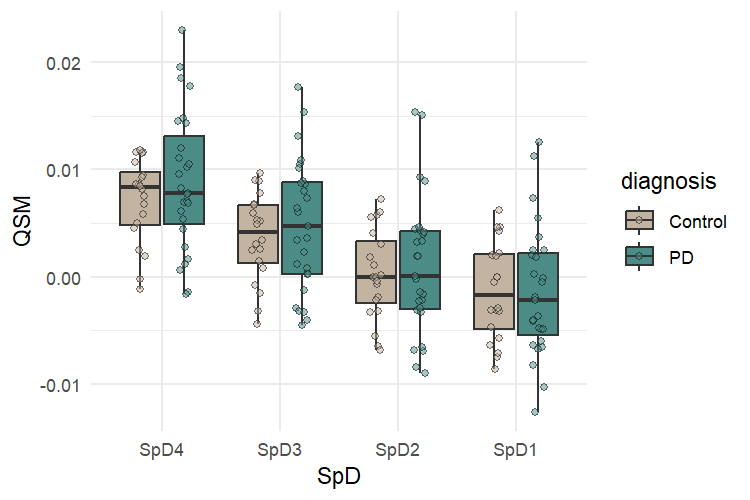 0.02
0.01
0.00
-0.01
QSM
SpD4
SpD3
SpD2
SpD1
SpD
diagnosis
Control
PD